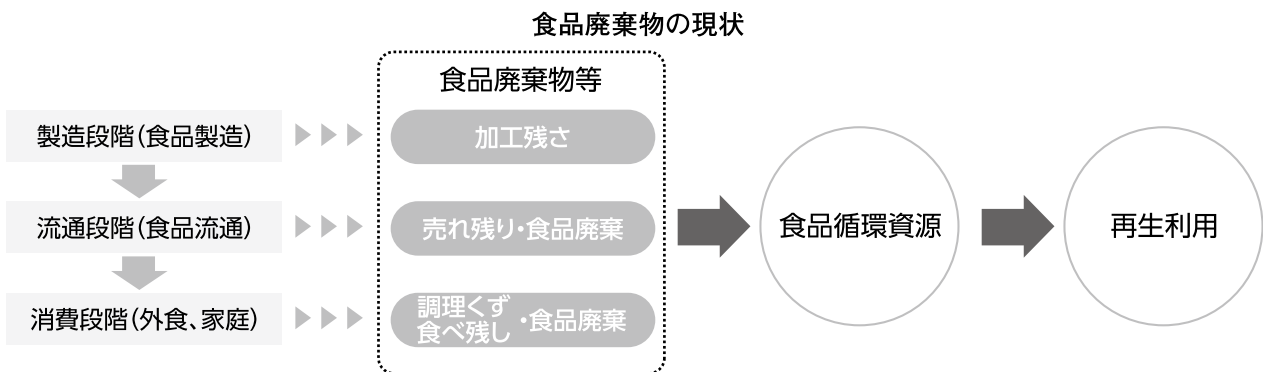 食品廃棄物の現状
食品廃棄物等
製造段階(食品製造)
加工残さ
流通段階(食品流通)
売れ残り・食品廃棄
消費段階(外食、家庭)
調理くず
食べ残し
・食品廃棄
食品循環資源
再生利用